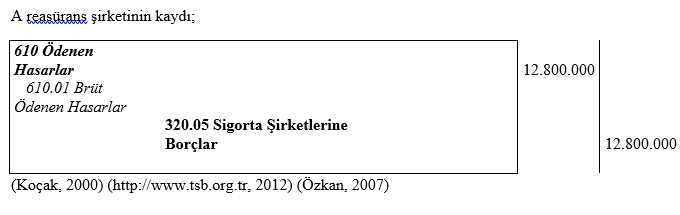 A reasürans şirketinin kaydı;
610 Ödenen
Hasarlar
12.800.000
610.01 Brüt
Ödenen Hasarlar
320.05 Sigorta Şirketlerine
Borçlar
12.800.000
(Koçak, 2000) (http://www.tsb.org.tr, 2012) (Özkan, 2007)